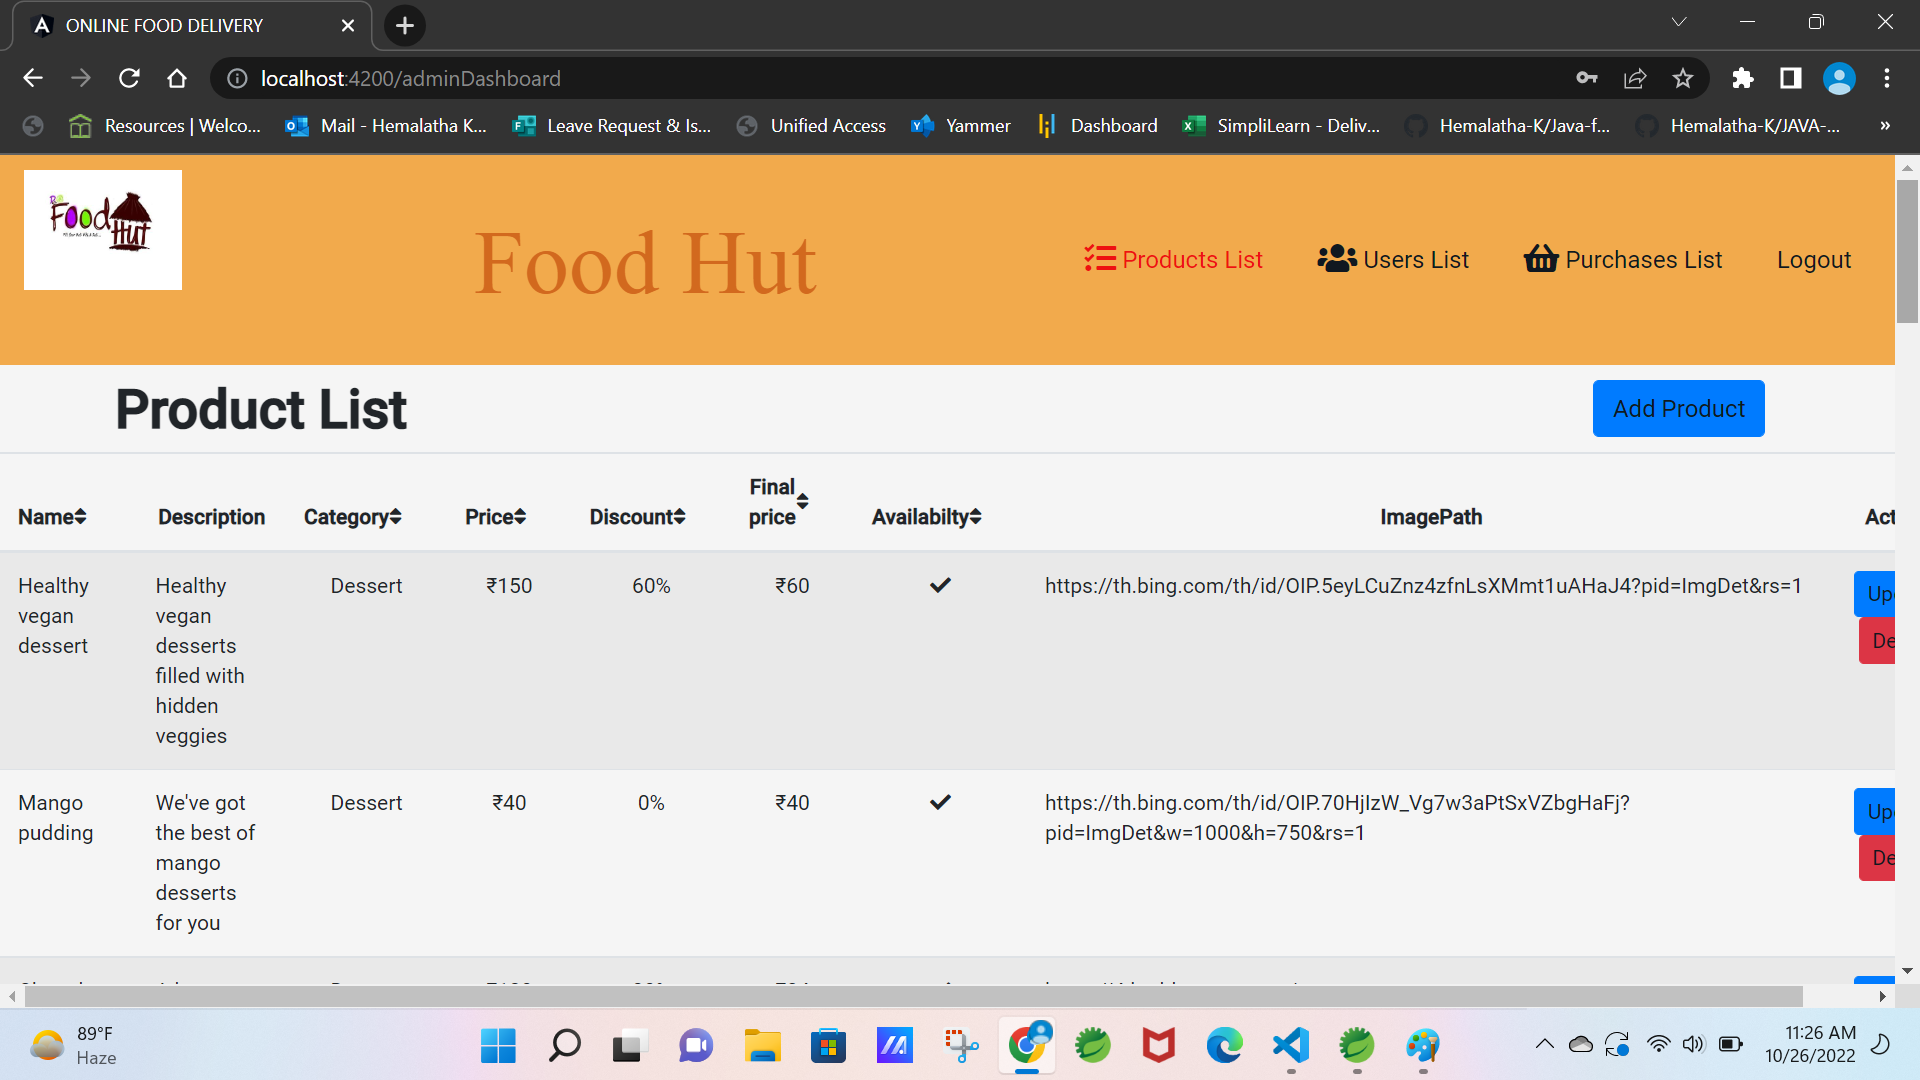 ONLINE FOOD DELIVERY
localhost:4200/adminDashboard
Resources | Welco... Mail - Hemalatha K... Leave Request & Is... Unified Access Yammer Dashboard SimpliLearn - Deliv... Hemalatha-K/Java-f... Hemalatha-K/JAVA-... »
Food Hut
Food Hut
Products List Users List Purchases List Logout
Product List Add Product
Name Description Category Price Discount Final price Availabilty ImagePath Act
Healthy Healthy Dessert ₹150 60% ₹60 https://th.bing.com/th/id/OIP.5eyLCuZnz4zfnLsXMmt1uAHaJ4?pid=ImgDet&rs=1 Up
vegan vegan
dessert desserts De
filled with
hidden
veggies
Mango We've got Dessert ₹40 0% ₹40 https://th.bing.com/th/id/OIP.70HjIzW_Vg7w3aPtSxVZbgHaFj? Up
pudding the best of pid=ImgDet&w=1000&h=750&rs=1
mango De
desserts
for you
89°F
Haze
11:26 AM
10/26/2022